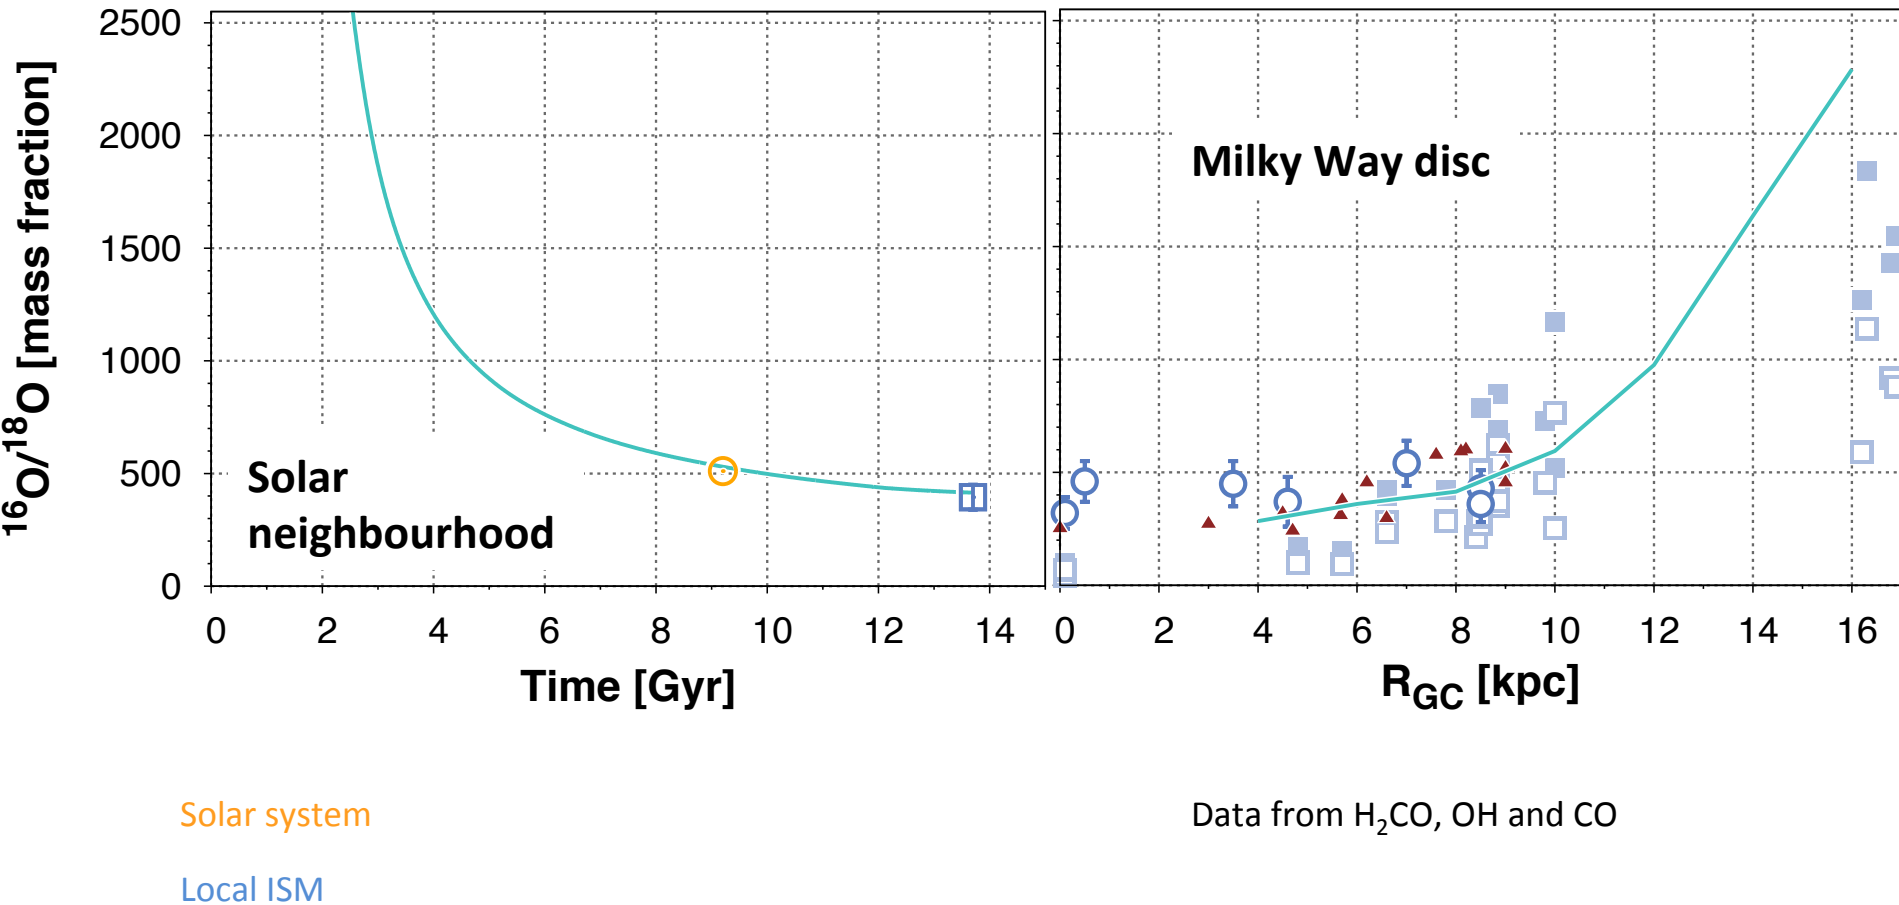 2500
2000
1500
1000
500
0
¹⁶O/¹⁸O [mass fraction]
Solar
neighbourhood
0 2 4 6 8 10 12 14
Time [Gyr]
Milky Way disc
0 2 4 6 8 10 12 14 16
R_GC [kpc]
Solar system
Local ISM
Data from H₂CO, OH and CO